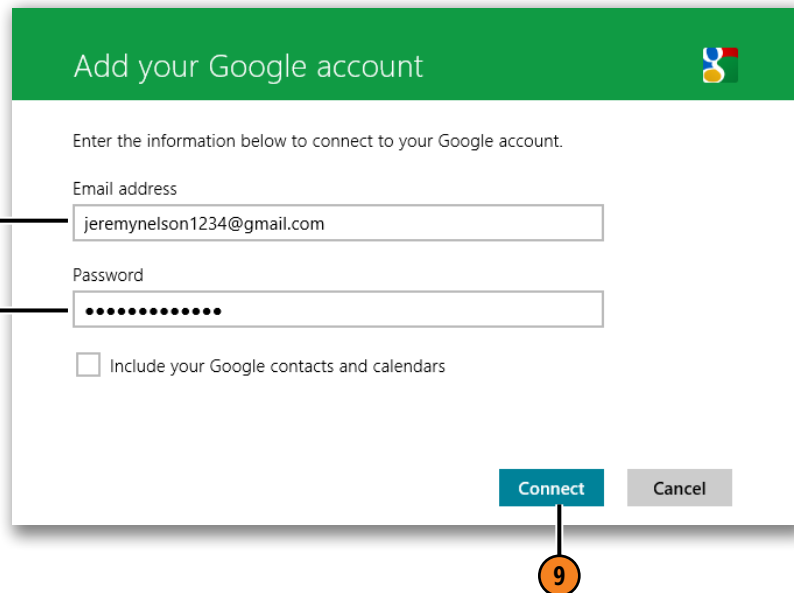 Add your Google account
Enter the information below to connect to your Google account.
Email address
jeremynelson1234@gmail.com
Password
•••••••••••••
Include your Google contacts and calendars
Connect Cancel
9